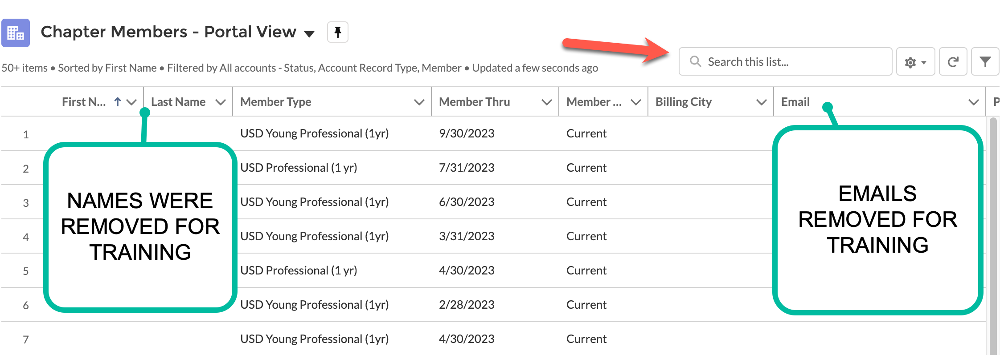 Chapter Members - Portal View
50+ items • Sorted by First Name • Filtered by All accounts - Status, Account Record Type, Member • Updated a few seconds ago
Search this list...
First N... Last Name Member Type Member Thru Member ... Billing City Email P
1 USD Young Professional (1yr) 9/30/2023 Current
2 USD Professional (1 yr) 7/31/2023 Current
3 USD Young Professional (1yr) 6/30/2023 Current
4 USD Young Professional (1yr) 3/31/2023 Current
5 USD Professional (1 yr) 4/30/2023 Current
6 USD Young Professional (1yr) 2/28/2023 Current
7 USD Young Professional (1yr) 4/30/2023 Current
NAMES WERE
REMOVED FOR
TRAINING
EMAILS
REMOVED FOR
TRAINING